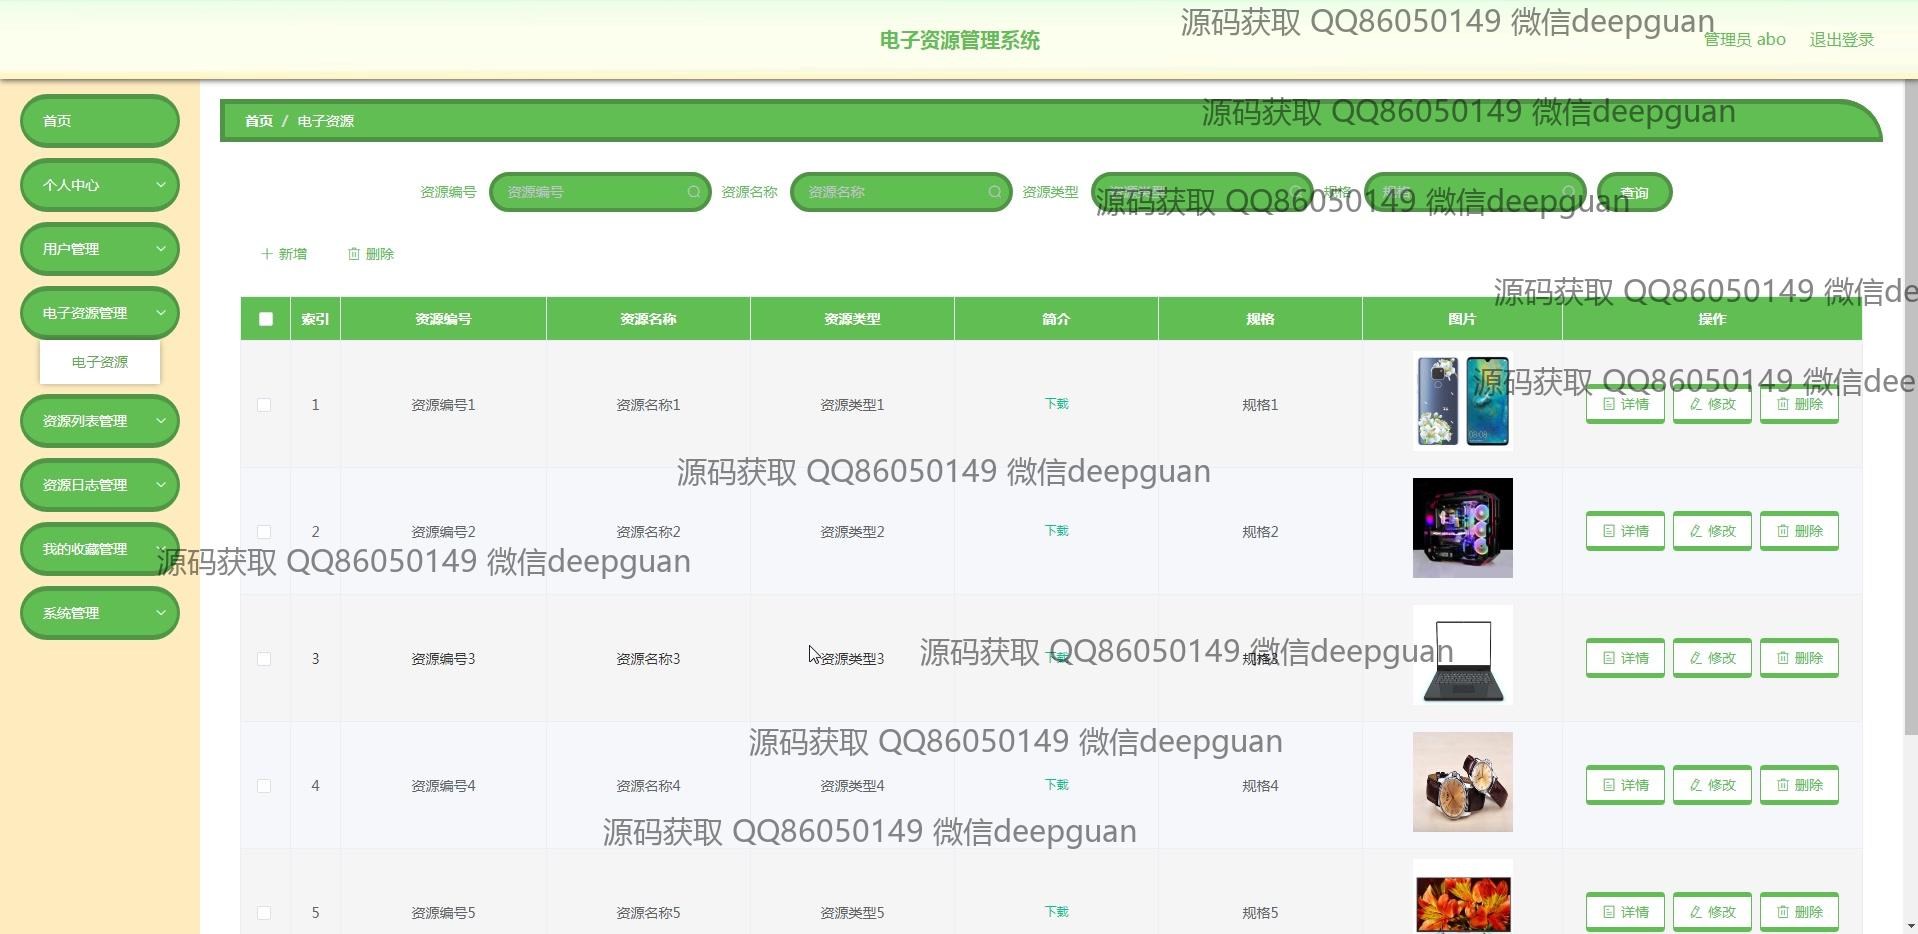 电子资源管理系统
管理员 abo 退出登录
源码获取 QQ86050149 微信deepguan
首页
个人中心
用户管理
电子资源管理
电子资源
资源列表管理
资源日志管理
我的收藏管理
系统管理
首页 / 电子资源
源码获取 QQ86050149 微信deepguan
资源编号 资源编号 资源名称 资源名称 资源类型 资源类型 规格 规格 查询
源码获取 QQ86050149 微信deepguan
新增 删除
源码获取 QQ86050149 微信de
索引 资源编号 资源名称 资源类型 简介 规格 图片 操作
源码获取 QQ86050149 微信dee
1 资源编号1 资源名称1 资源类型1 下载 规格1 详情 修改 删除
源码获取 QQ86050149 微信deepguan
2 资源编号2 资源名称2 资源类型2 下载 规格2 详情 修改 删除
源码获取 QQ86050149 微信deepguan
3 资源编号3 资源名称3 资源类型3 下载 规格3 详情 修改 删除
源码获取 QQ86050149 微信deepguan
源码获取 QQ86050149 微信deepguan
4 资源编号4 资源名称4 资源类型4 下载 规格4 详情 修改 删除
源码获取 QQ86050149 微信deepguan
5 资源编号5 资源名称5 资源类型5 下载 规格5 详情 修改 删除